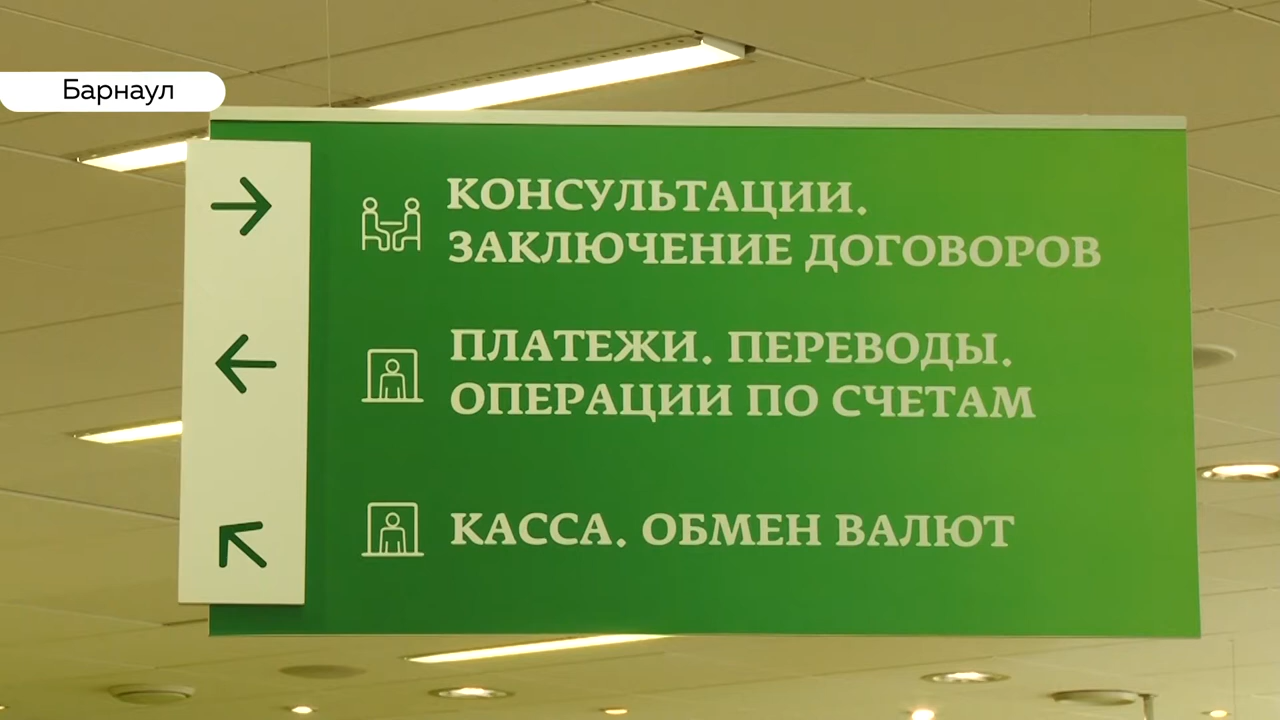 Барнаул
КОНСУЛЬТАЦИИ.
ЗАКЛЮЧЕНИЕ ДОГОВОРОВ
ПЛАТЕЖИ. ПЕРЕВОДЫ.
ОПЕРАЦИИ ПО СЧЕТАМ
КАССА. ОБМЕН ВАЛЮТ